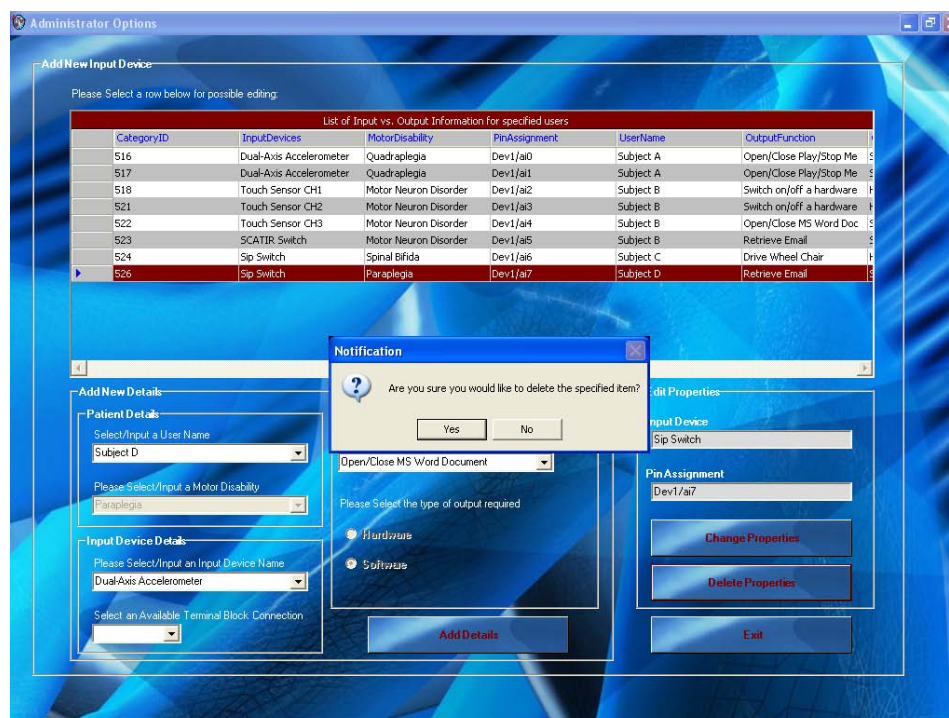 Administrator Options
Add New Input Device
Please Select a row below for possible editing:
List of Input vs. Output Information for specified users
CategoryID InputDevices MotorDisability PinAssignment UserName OutputFunction
516 Dual-Axis Accelerometer Quadraplegia Dev1/ai0 Subject A Open/Close Play/Stop Me
517 Dual-Axis Accelerometer Quadraplegia Dev1/ai1 Subject A Open/Close Play/Stop Me
518 Touch Sensor CH1 Motor Neuron Disorder Dev1/ai2 Subject B Switch on/off a hardware
521 Touch Sensor CH2 Motor Neuron Disorder Dev1/ai3 Subject B Switch on/off a hardware
522 Touch Sensor CH3 Motor Neuron Disorder Dev1/ai4 Subject B Open/Close MS Word Doc
523 SCATIR Switch Motor Neuron Disorder Dev1/ai5 Subject B Retrieve Email
524 Sip Switch Spinal Bifida Dev1/ai6 Subject C Drive Wheel Chair
526 Sip Switch Paraplegia Dev1/ai7 Subject D Retrieve Email
Notification
Are you sure you would like to delete the specified item?
Yes No
Add New Details
Patient Details
Select/Input a User Name
Subject D
Please Select/Input a Motor Disability
Paraplegia
Input Device Details
Please Select/Input an Input Device Name
Dual-Axis Accelerometer
Select an Available Terminal Block Connection
Open/Close MS Word Document
Please Select the type of output required
Hardware
Software
Add Details
Edit Properties
Input Device
Sip Switch
Pin Assignment
Dev1/ai7
Change Properties
Delete Properties
Exit